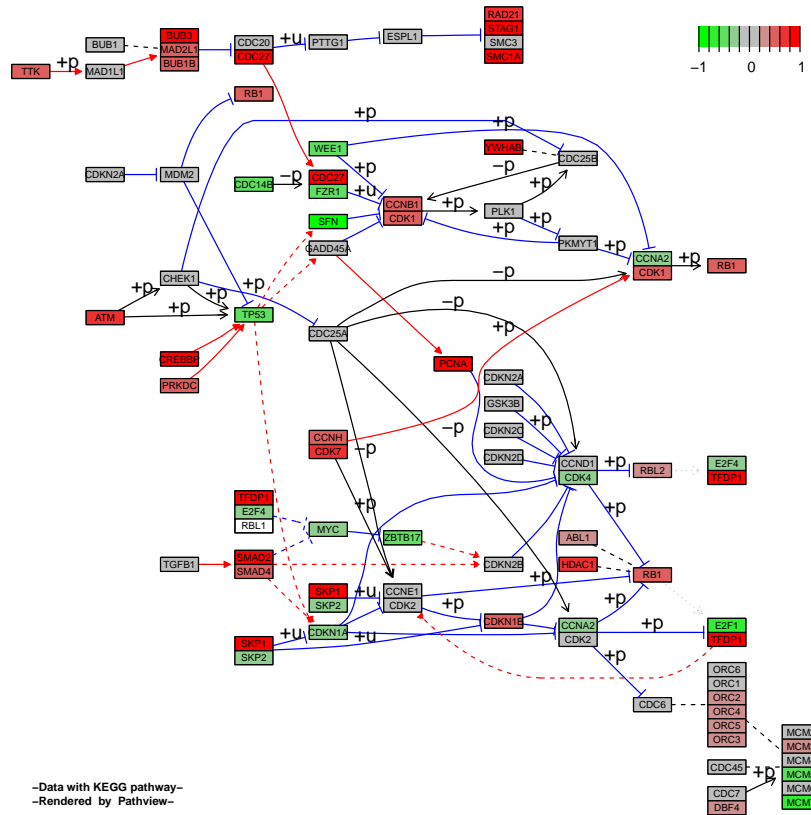 RAD21
STAG1
SMC3
SMC1A
BUB3
MAD2L1
BUB1B
BUB1
CDC20
CDC27
+u
PTTG1
ESPL1
−1
0
1
TTK
+p
MAD1L1
RB1
+p
WEE1
+p
YWHAB
CDC25B
CDKN2A
MDM2
−p
+p
CDC14B
−p
CDC27
FZR1
+u
+p
CCNB1
CDK1
+p
PLK1
+p
SFN
GADD45A
+p
PKMYT1
+p
CCNA2
CDK1
+p
RB1
CHEK1
+p
−p
ATM
+p
+p
TP53
+p
−p
CDC25A
+p
CREBBP
PRKDC
PCNA
CDKN2A
GSK3B
CCNH
CDK7
−p
−p
CDKN2C
+p
CDKN2D
CCND1
CDK4
+p
RBL2
E2F4
TFDP1
TFDP1
E2F4
RBL1
+p
+p
MYC
ZBTB17
ABL1
TGFB1
SMAD2
SMAD4
CDKN2B
HDAC1
RB1
SKP1
SKP2
+u
CCNE1
CDK2
+p
+p
+p
CDKN1A
CDKN1B
CCNA2
CDK2
+p
E2F1
TFDP1
SKP1
SKP2
+u
+u
+p
ORC6
ORC1
ORC2
ORC4
ORC5
ORC3
CDC6
CDC45
CDC7
DBF4
+p
−Data with KEGG pathway−
−Rendered by Pathview−